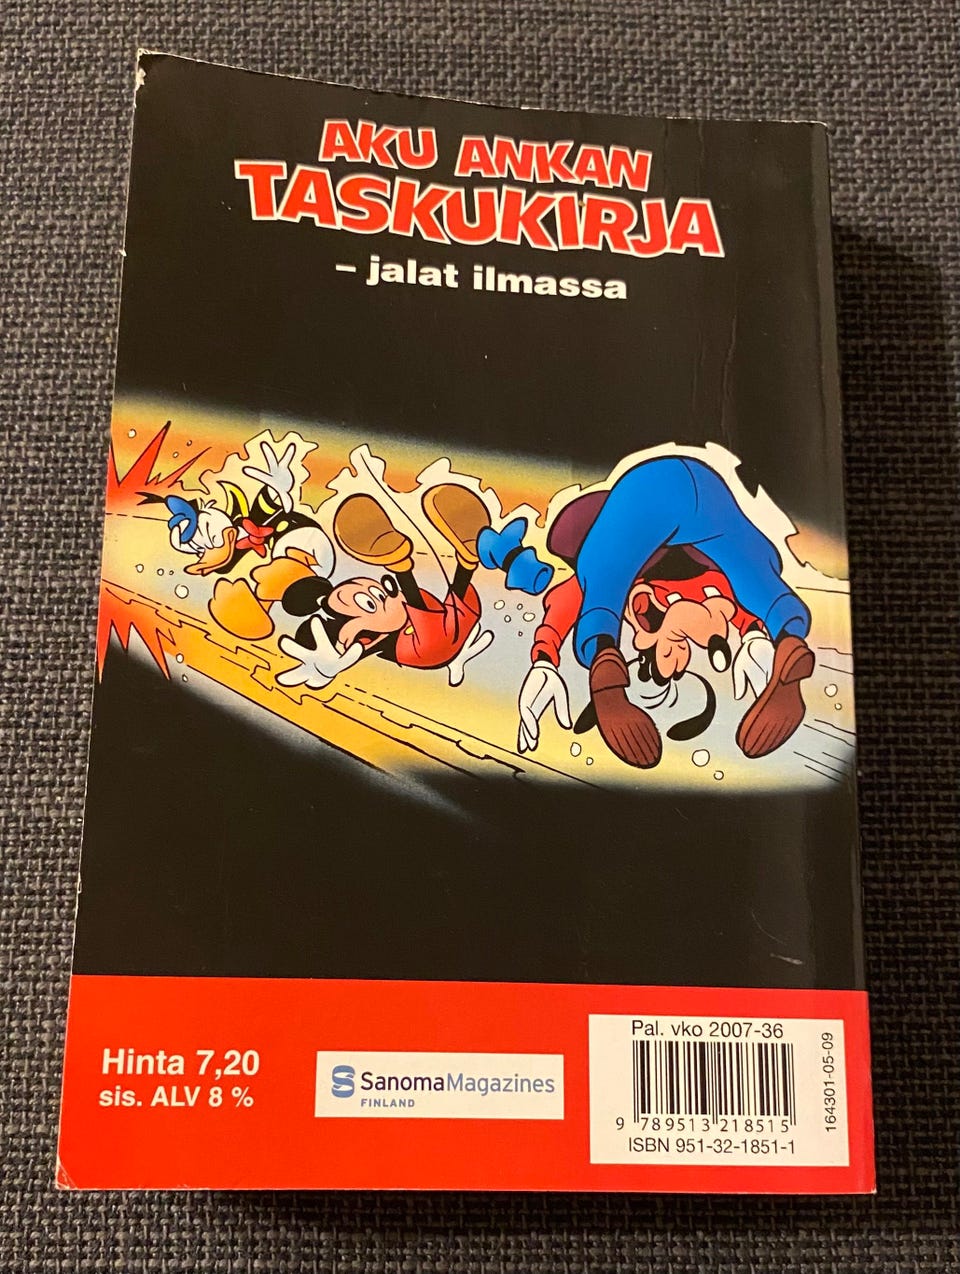 AKU ANKAN
TASKUKIRJA
– jalat ilmassa
Hinta 7,20
sis. ALV 8 %
SanomaMagazines
FINLAND
Pal. vko 2007-36
9 789513 218515
ISBN 951-32-1851-1
164301-05-09